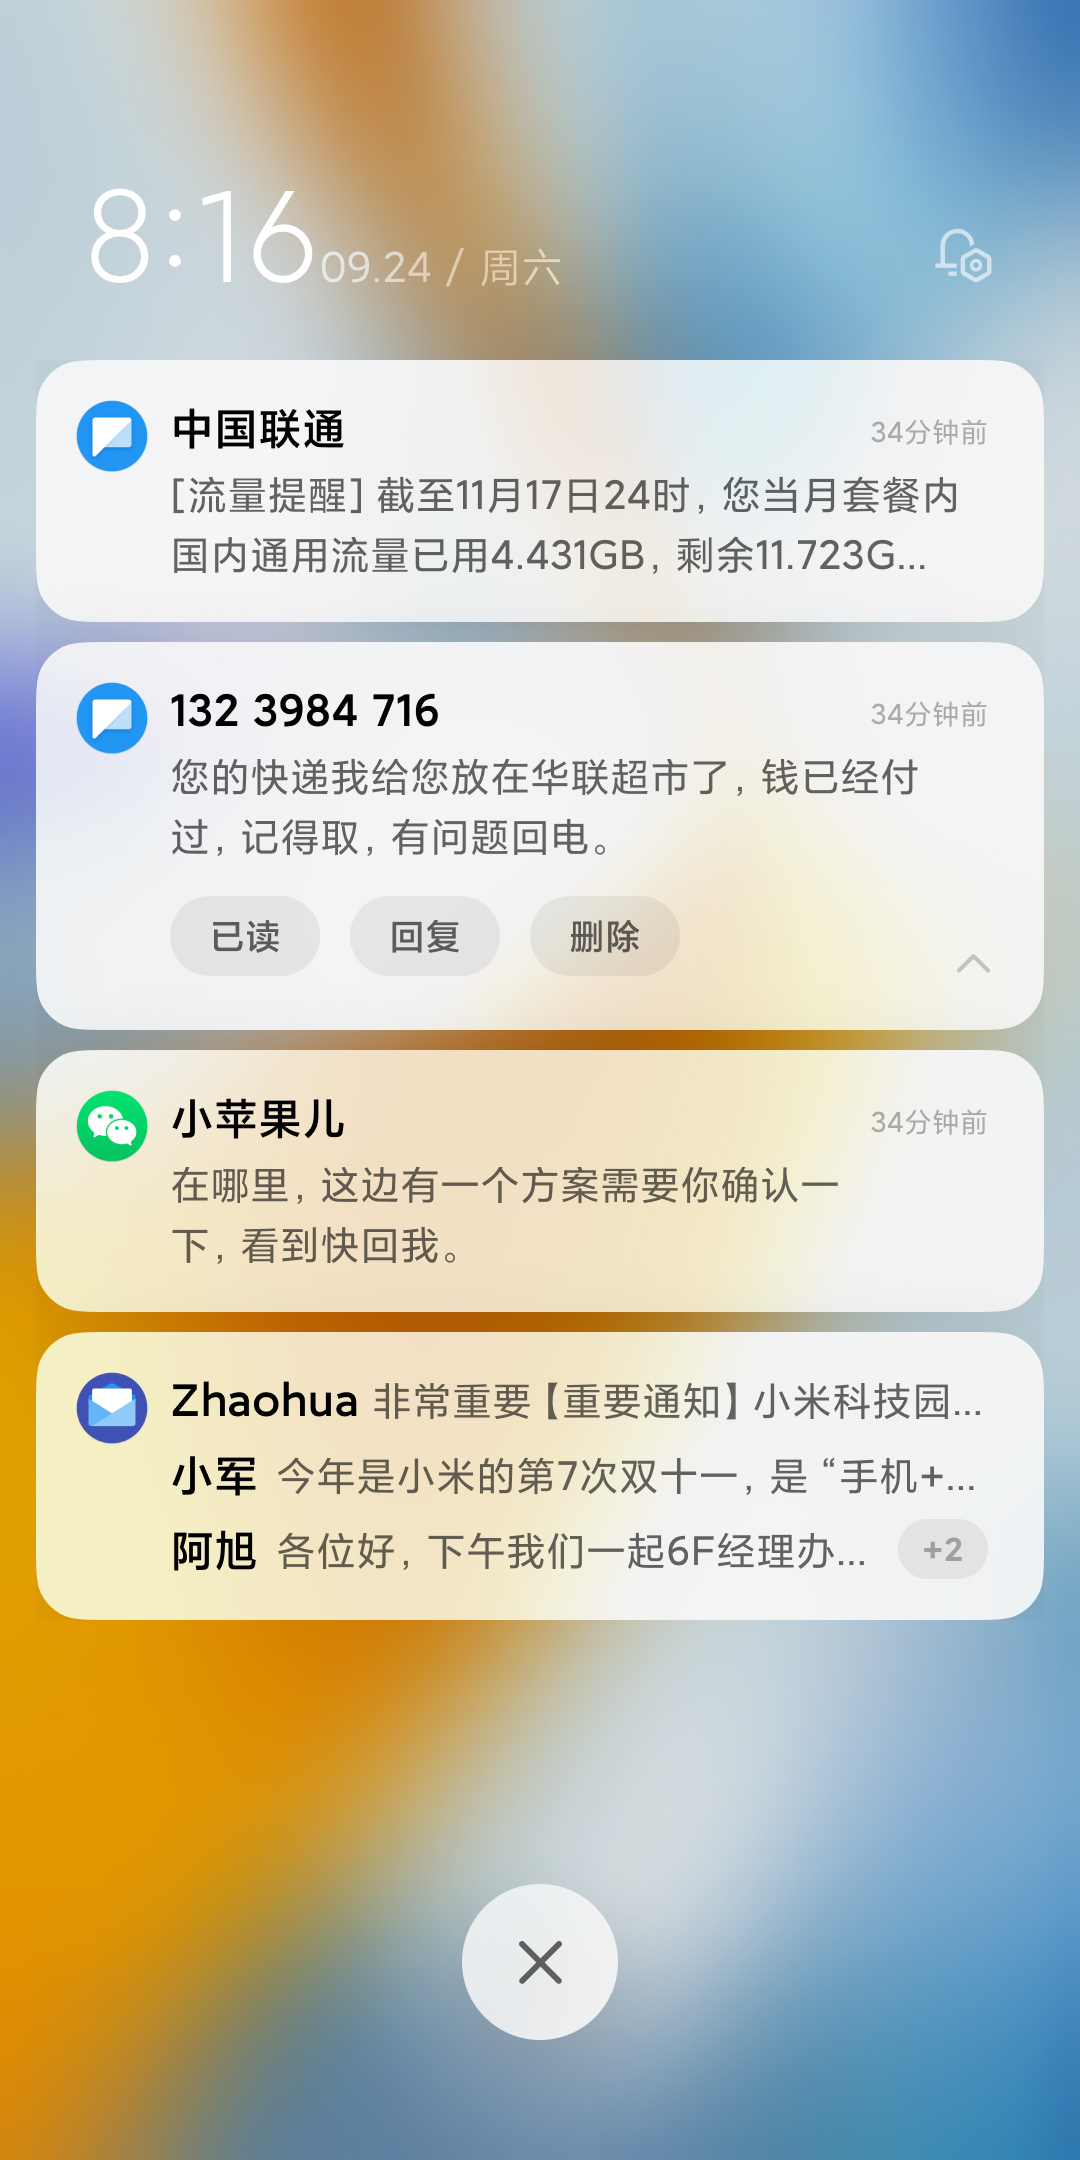 8:16 09.24 / 周六
中国联通 34分钟前
[流量提醒] 截至11月17日24时, 您当月套餐内
国内通用流量已用4.431GB, 剩余11.723G...
132 3984 716 34分钟前
您的快递我给您放在华联超市了, 钱已经付
过, 记得取, 有问题回电。
已读 回复 删除
小苹果儿 34分钟前
在哪里, 这边有一个方案需要你确认一
下, 看到快回我。
Zhaohua 非常重要【重要通知】小米科技园...
小军 今年是小米的第7次双十一, 是 “手机+...
阿旭 各位好, 下午我们一起6F经理办... +2